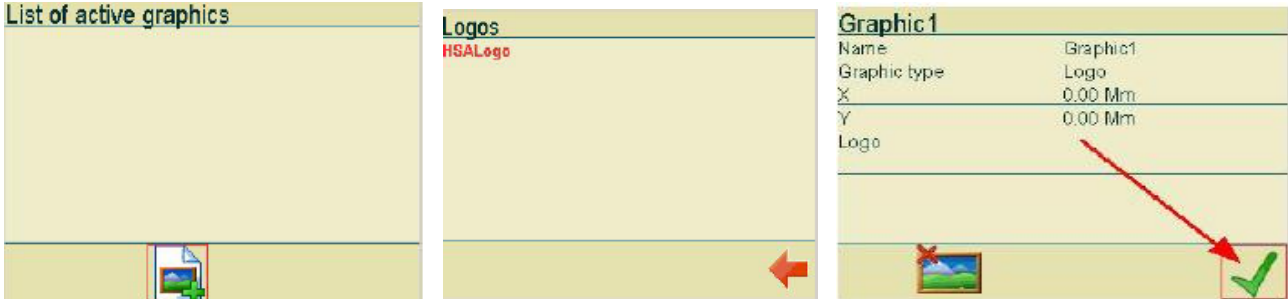 List of active graphics
Logos
HSALogo
Graphic1
Name Graphic1
Graphic type Logo
X 0.00 Mm
Y 0.00 Mm
Logo